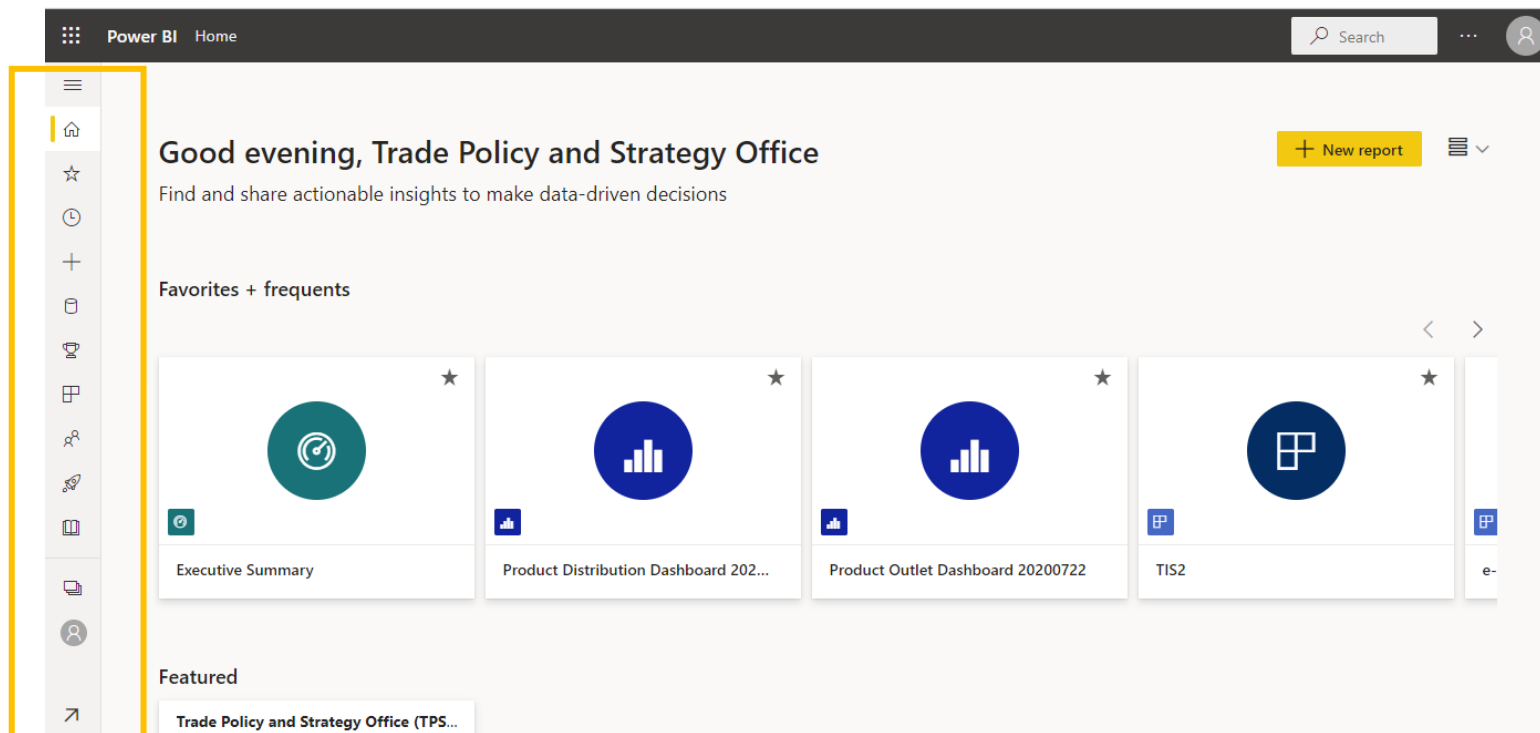 Power BI Home
Search
Good evening, Trade Policy and Strategy Office
+ New report
Find and share actionable insights to make data-driven decisions
Favorites + frequents
Executive Summary
Product Distribution Dashboard 202...
Product Outlet Dashboard 20200722
TIS2
e-
Featured
Trade Policy and Strategy Office (TPS...